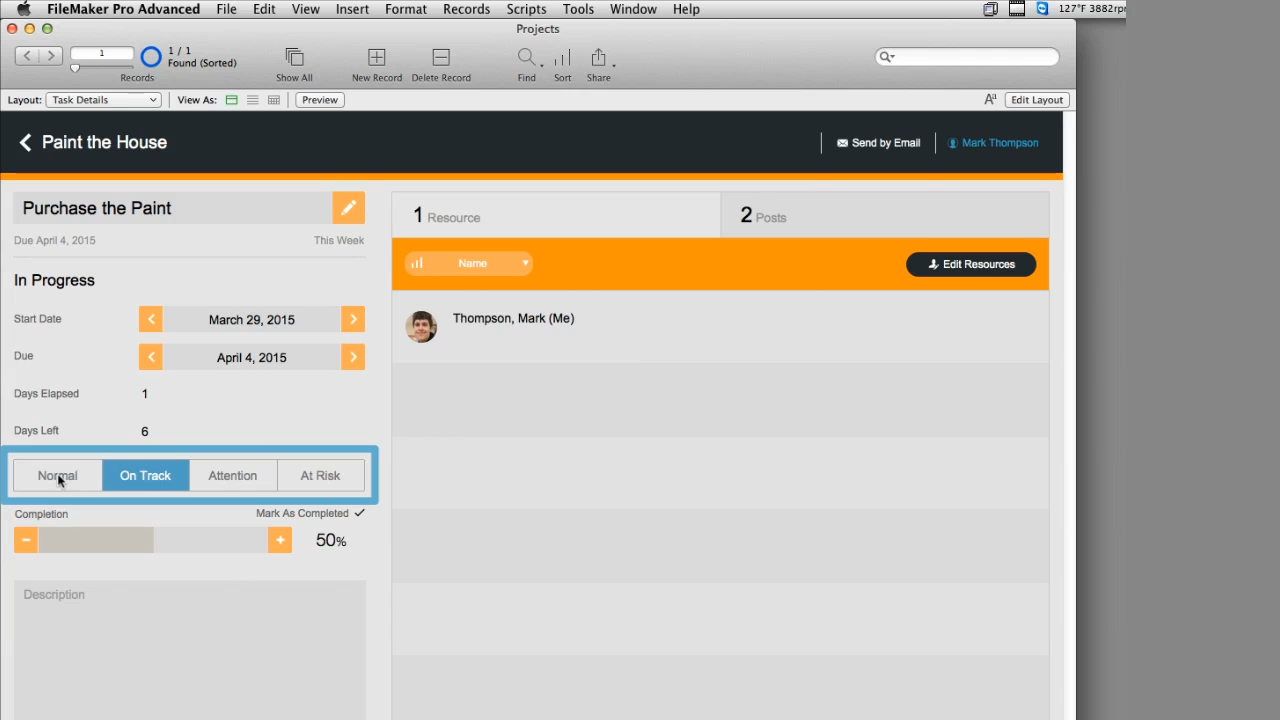 FileMaker Pro Advanced File Edit View Insert Format Records Scripts Tools Window Help 127°F 3882rpm
Projects
1 1 / 1 Found (Sorted)
Records Show All New Record Delete Record Find Sort Share
Layout: Task Details View As: Preview Aa Edit Layout
Paint the House Send by Email Mark Thompson
Purchase the Paint
Due April 4, 2015 This Week
In Progress
Start Date March 29, 2015
Due April 4, 2015
Days Elapsed 1
Days Left 6
Normal On Track Attention At Risk
Completion Mark As Completed
50%
Description
1 Resource 2 Posts
Name Edit Resources
Thompson, Mark (Me)